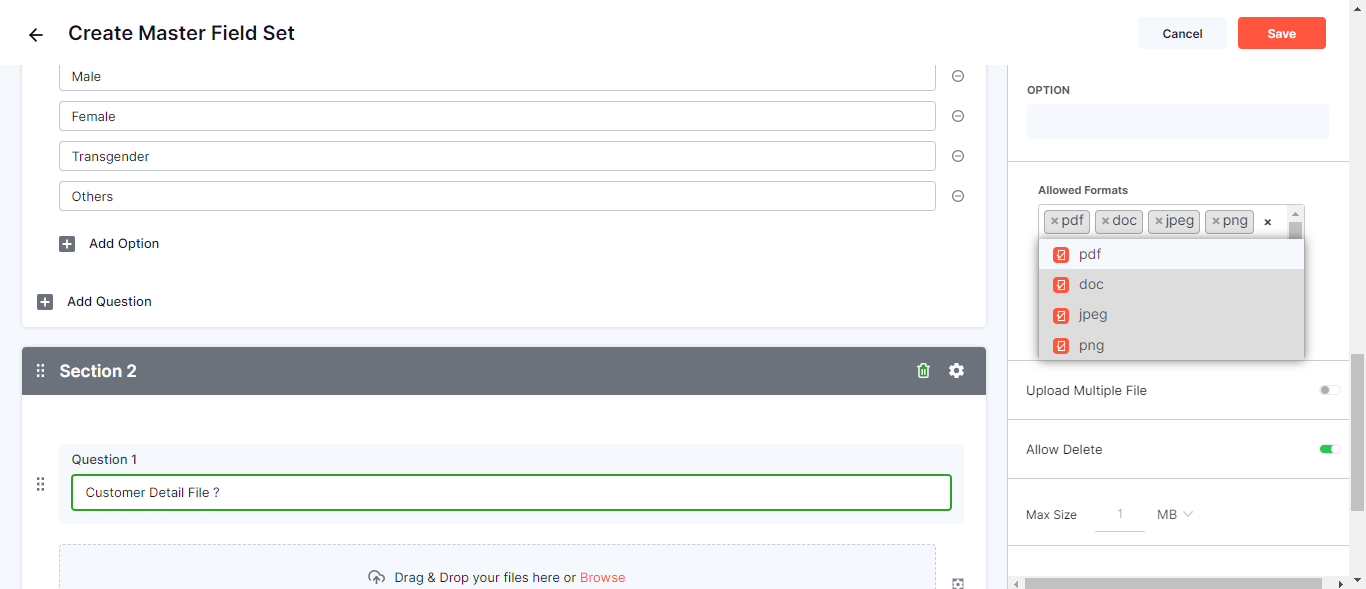 Create Master Field Set
Cancel
Save
Male
Female
Transgender
Others
Add Option
Add Question
Section 2
Question 1
Customer Detail File ?
Drag & Drop your files here or Browse
OPTION
Allowed Formats
pdf doc jpeg png
pdf
doc
jpeg
png
Upload Multiple File
Allow Delete
Max Size 1 MB